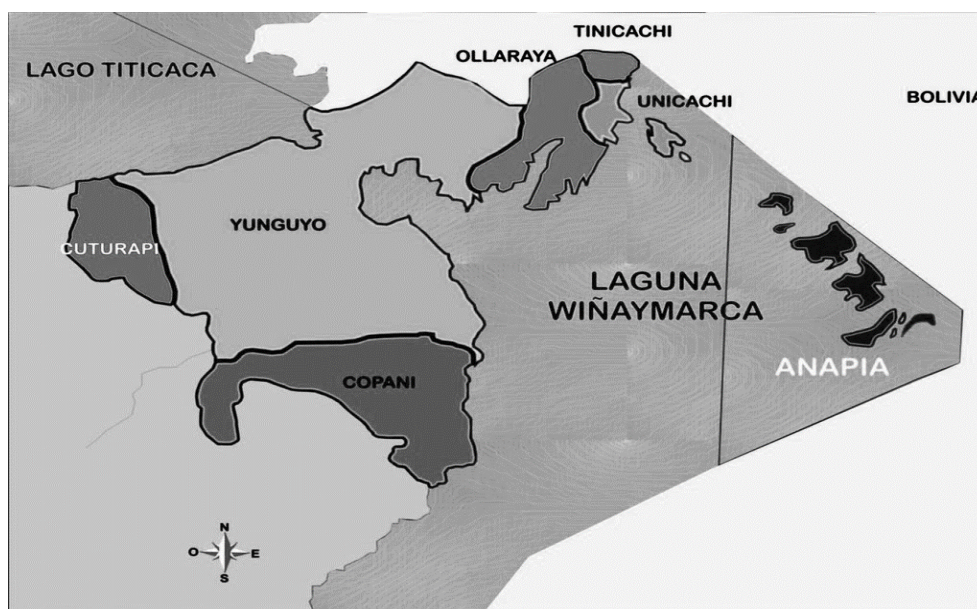 TINICACHI
OLLARAYA
LAGO TITICACA
UNICACHI
BOLIVIA
YUNGUYO
CUTURAPI
LAGUNA
WIÑAYMARCA
ANAPIA
COPANI
N
O
E
S